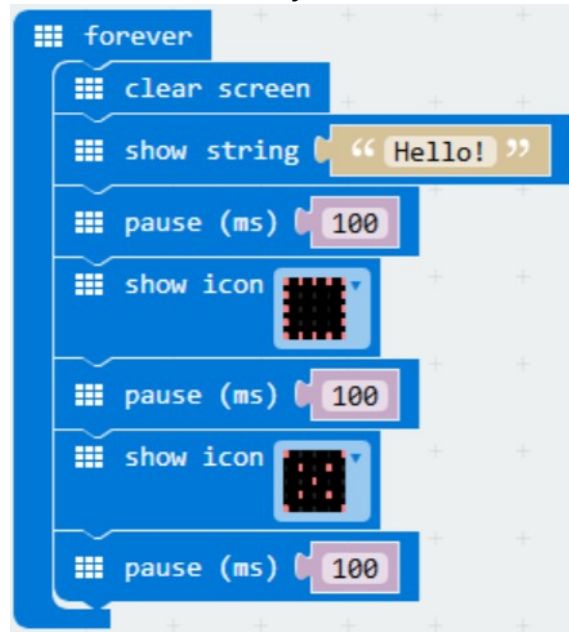 forever
clear screen
show string “ Hello! ”
pause (ms) 100
show icon
pause (ms) 100
show icon
pause (ms) 100